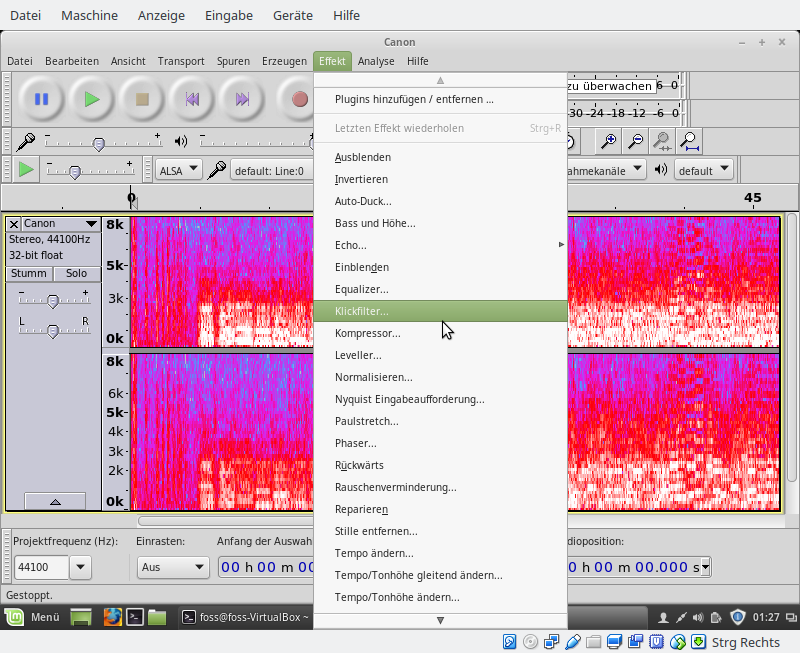 Datei Maschine Anzeige Eingabe Geräte Hilfe
Canon
Datei Bearbeiten Ansicht Transport Spuren Erzeugen Effekt Analyse Hilfe
zu überwachen 6 0
-30 -24 -18 -12 -6 0
Plugins hinzufügen / entfernen ...
Letzten Effekt wiederholen Strg+R
Ausblenden
Invertieren
Auto-Duck...
Bass und Höhe...
Echo...
Einblenden
Equalizer...
Klickfilter...
Kompressor...
Leveller...
Normalisieren...
Nyquist Eingabeaufforderung...
Paulstretch...
Phaser...
Rückwärts
Rauschenverminderung...
Reparieren
Stille entfernen...
Tempo ändern...
Tempo/Tonhöhe gleitend ändern...
Tempo/Tonhöhe ändern...
ALSA default: Line:0 default
0 45
Canon
Stereo, 44100Hz
32-bit float
Stumm Solo
- +
L R
8k
5k
3k
0k
8k
6k
5k
4k
3k
2k
0k
Projektfrequenz (Hz): Einrasten: Anfang der Auswah dioposition:
44100 Aus 00 h 00 m 00 0 h 00 m 00.000 s
Gestoppt.
Menü foss@foss-VirtualBox ~ 01:27
Strg Rechts